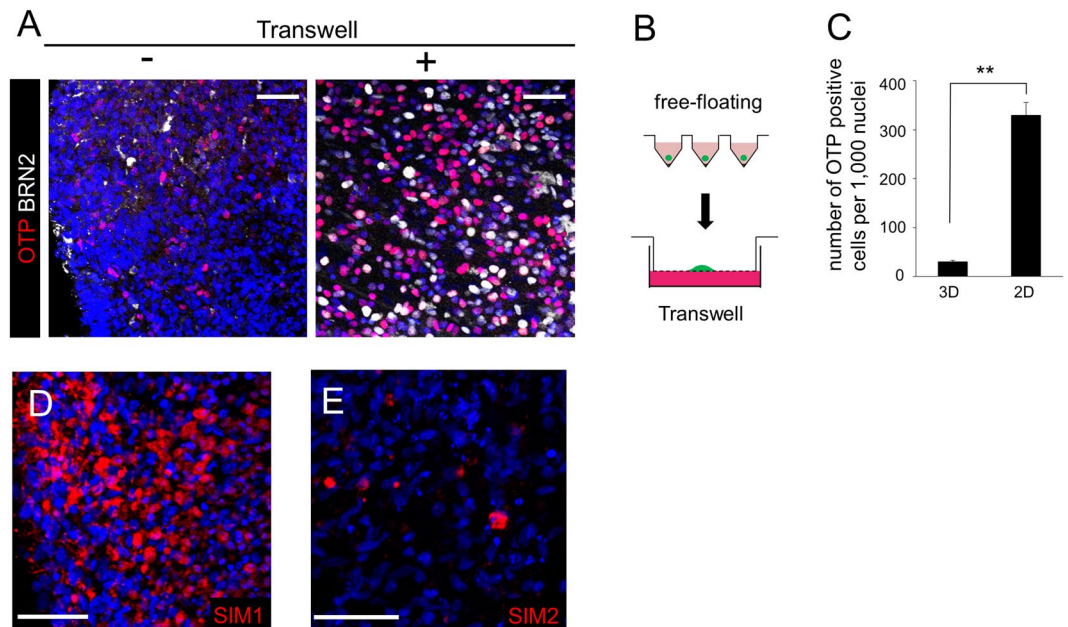 A
Transwell
- +
OTP BRN2
B
free-floating
Transwell
C
number of OTP positive
cells per 1,000 nuclei
**
400
300
200
100
0
3D 2D
D
SIM1
E
SIM2